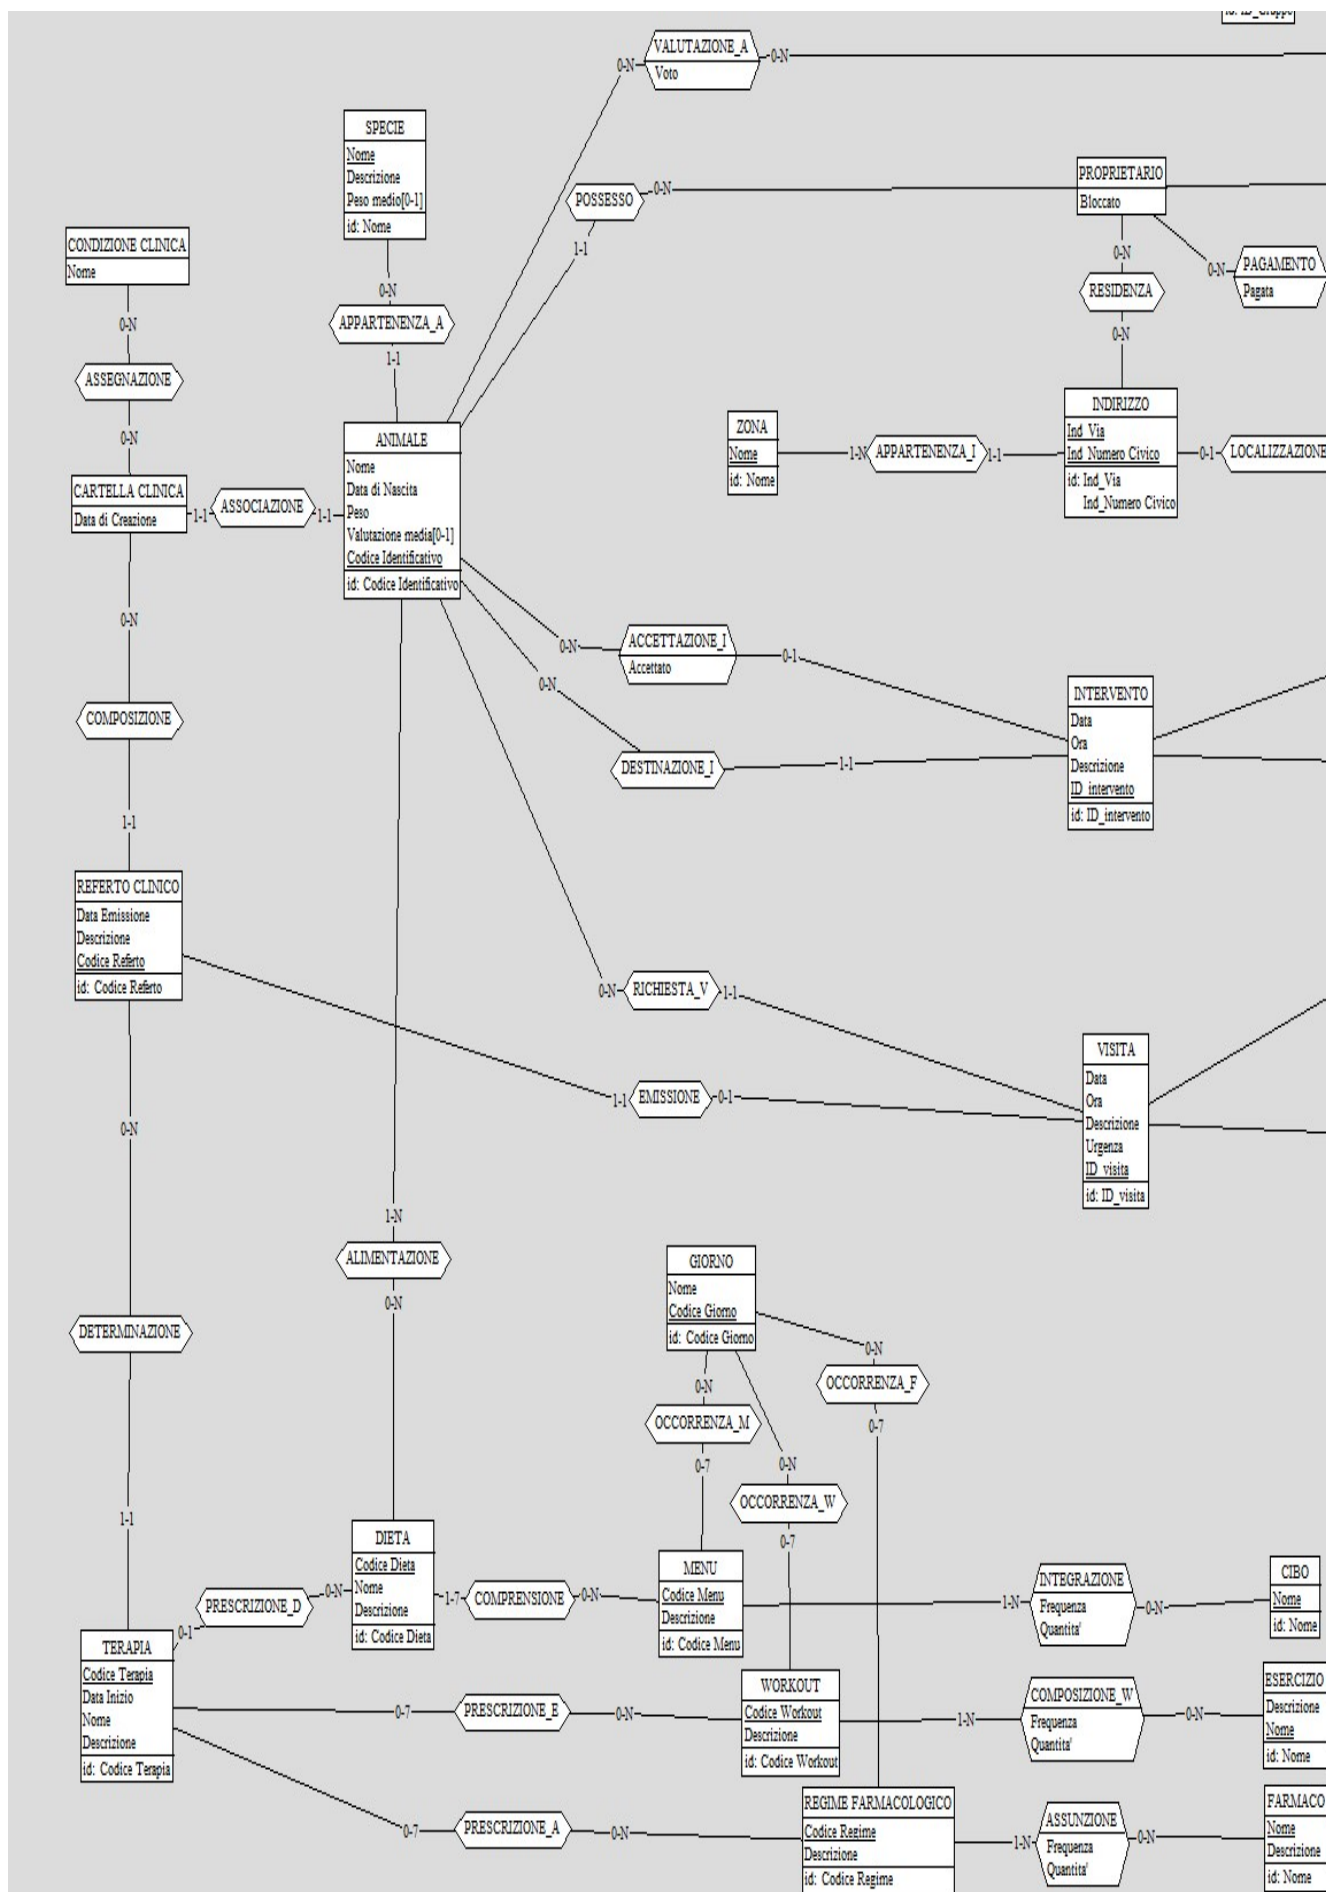 id: ID_Gruppo
VALUTAZIONE_A
0-N
0-N
Voto
SPECIE
Nome
Descrizione
Peso medio[0-1]
id: Nome
POSSESSO
0-N
1-1
PROPRIETARIO
Bloccato
CONDIZIONE CLINICA
Nome
0-N
0-N
PAGAMENTO
Pagata
0-N
RESIDENZA
0-N
0-N
APPARTENENZA_A
1-1
0-N
ASSEGNAZIONE
0-N
ANIMALE
Nome
Data di Nascita
Peso
Valutazione media[0-1]
Codice Identificativo
id: Codice Identificativo
ZONA
Nome
id: Nome
1-N
APPARTENENZA_I
1-1
INDIRIZZO
Ind_Via
Ind_Numero Civico
id: Ind_Via
Ind_Numero Civico
0-1
LOCALIZZAZIONE
CARTELLA CLINICA
Data di Creazione
1-1
ASSOCIAZIONE
1-1
0-N
COMPOSIZIONE
1-1
0-N
ACCETTAZIONE_I
Accettato
0-1
0-N
DESTINAZIONE_I
1-1
INTERVENTO
Data
Ora
Descrizione
ID_intervento
id: ID_intervento
REFERTO CLINICO
Data Emissione
Descrizione
Codice Referto
id: Codice Referto
0-N
RICHIESTA_V
1-1
1-1
EMISSIONE
0-1
VISITA
Data
Ora
Descrizione
Urgenza
ID_visita
id: ID_visita
0-N
DETERMINAZIONE
1-1
1-N
ALIMENTAZIONE
0-N
GIORNO
Nome
Codice Giorno
id: Codice Giorno
0-N
OCCORRENZA_F
0-7
0-N
OCCORRENZA_M
0-7
0-N
OCCORRENZA_W
0-7
DIETA
Codice Dieta
Nome
Descrizione
id: Codice Dieta
1-7
COMPRENSIONE
0-N
MENU
Codice Menu
Descrizione
id: Codice Menu
1-N
INTEGRAZIONE
Frequenza
Quantita'
0-N
CIBO
Nome
id: Nome
0-N
PRESCRIZIONE_D
0-1
TERAPIA
Codice Terapia
Data Inizio
Nome
Descrizione
id: Codice Terapia
0-7
PRESCRIZIONE_E
0-N
WORKOUT
Codice Workout
Descrizione
id: Codice Workout
1-N
COMPOSIZIONE_W
Frequenza
Quantita'
0-N
ESERCIZIO
Descrizione
Nome
id: Nome
0-7
PRESCRIZIONE_A
0-N
REGIME FARMACOLOGICO
Codice Regime
Descrizione
id: Codice Regime
1-N
ASSUNZIONE
Frequenza
Quantita'
0-N
FARMACO
Nome
Descrizione
id: Nome